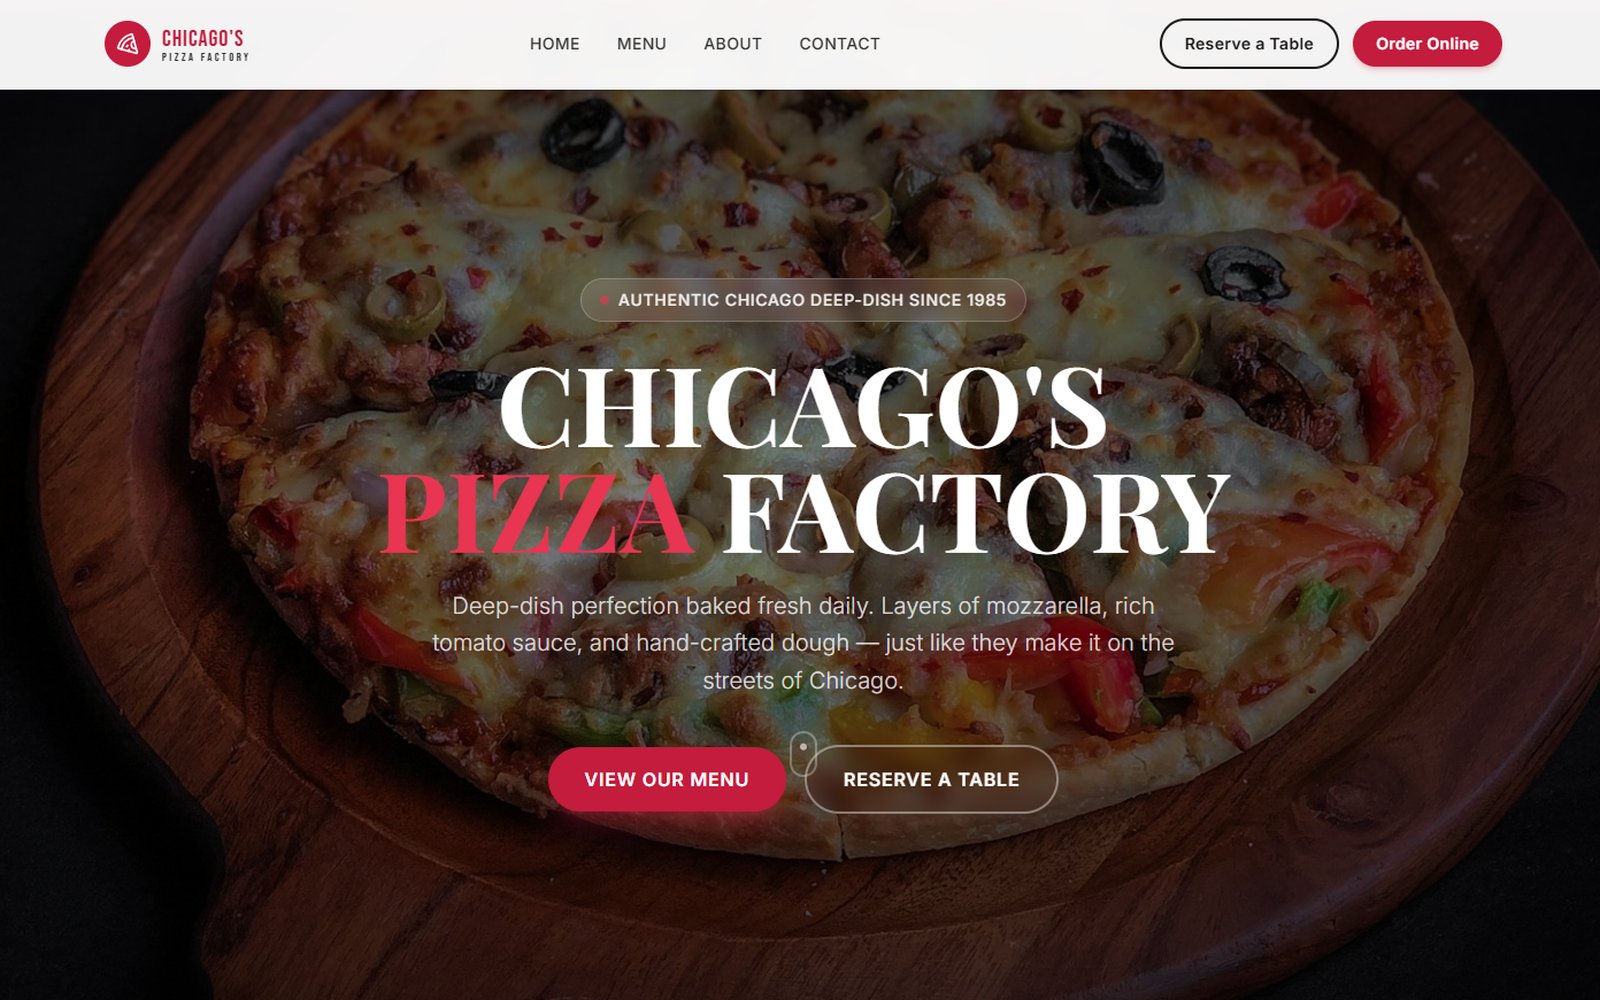 CHICAGO'S
PIZZA FACTORY
HOME
MENU
ABOUT
CONTACT
Reserve a Table
Order Online
AUTHENTIC CHICAGO DEEP-DISH SINCE 1985
CHICAGO'S
PIZZA FACTORY
Deep-dish perfection baked fresh daily. Layers of mozzarella, rich
tomato sauce, and hand-crafted dough — just like they make it on the
streets of Chicago.
VIEW OUR MENU
RESERVE A TABLE